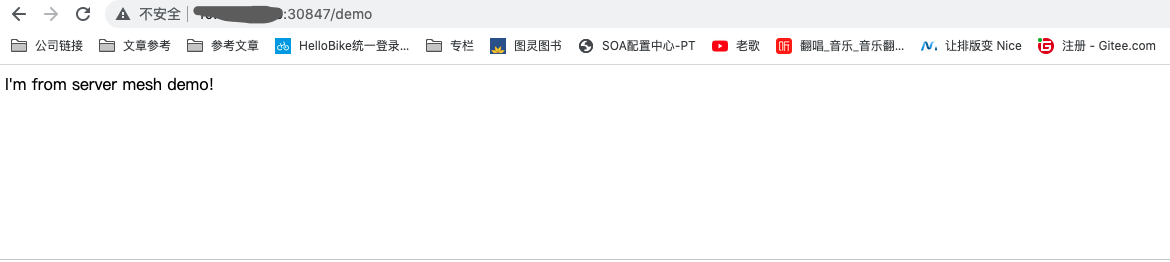 不安全 :30847/demo
公司链接 文章参考 参考文章 HelloBike统一登录... 专栏 图灵图书 SOA配置中心-PT 老歌 听 翻唱_音乐_音乐翻... 让排版变 Nice 注册 - Gitee.com
I'm from server mesh demo!